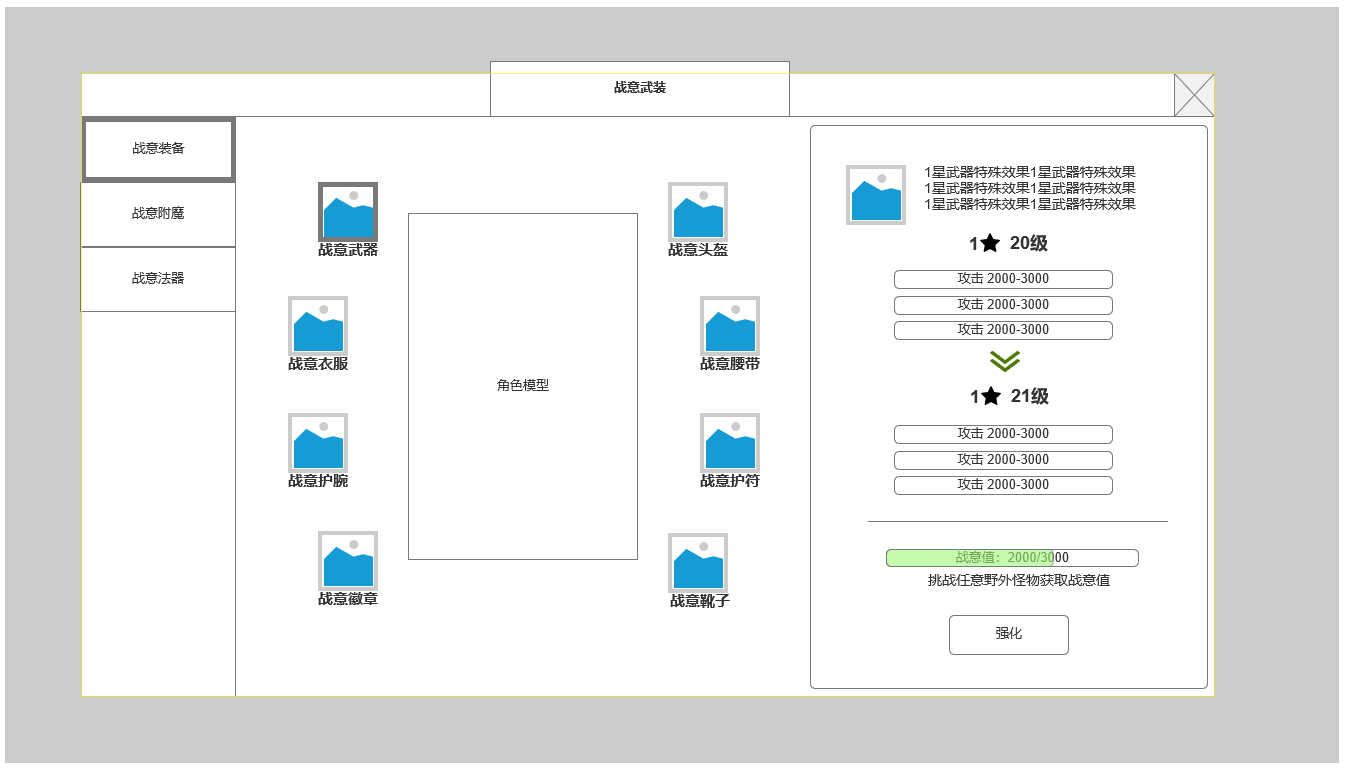 战意武装
战意装备
战意附魔
战意法器
战意武器
战意衣服
战意护腕
战意徽章
角色模型
战意头盔
战意腰带
战意护符
战意靴子
1星武器特殊效果1星武器特殊效果
1星武器特殊效果1星武器特殊效果
1星武器特殊效果1星武器特殊效果
1★ 20级
攻击 2000-3000
攻击 2000-3000
攻击 2000-3000
1★ 21级
攻击 2000-3000
攻击 2000-3000
攻击 2000-3000
战意值：2000/3000
挑战任意野外怪物获取战意值
强化